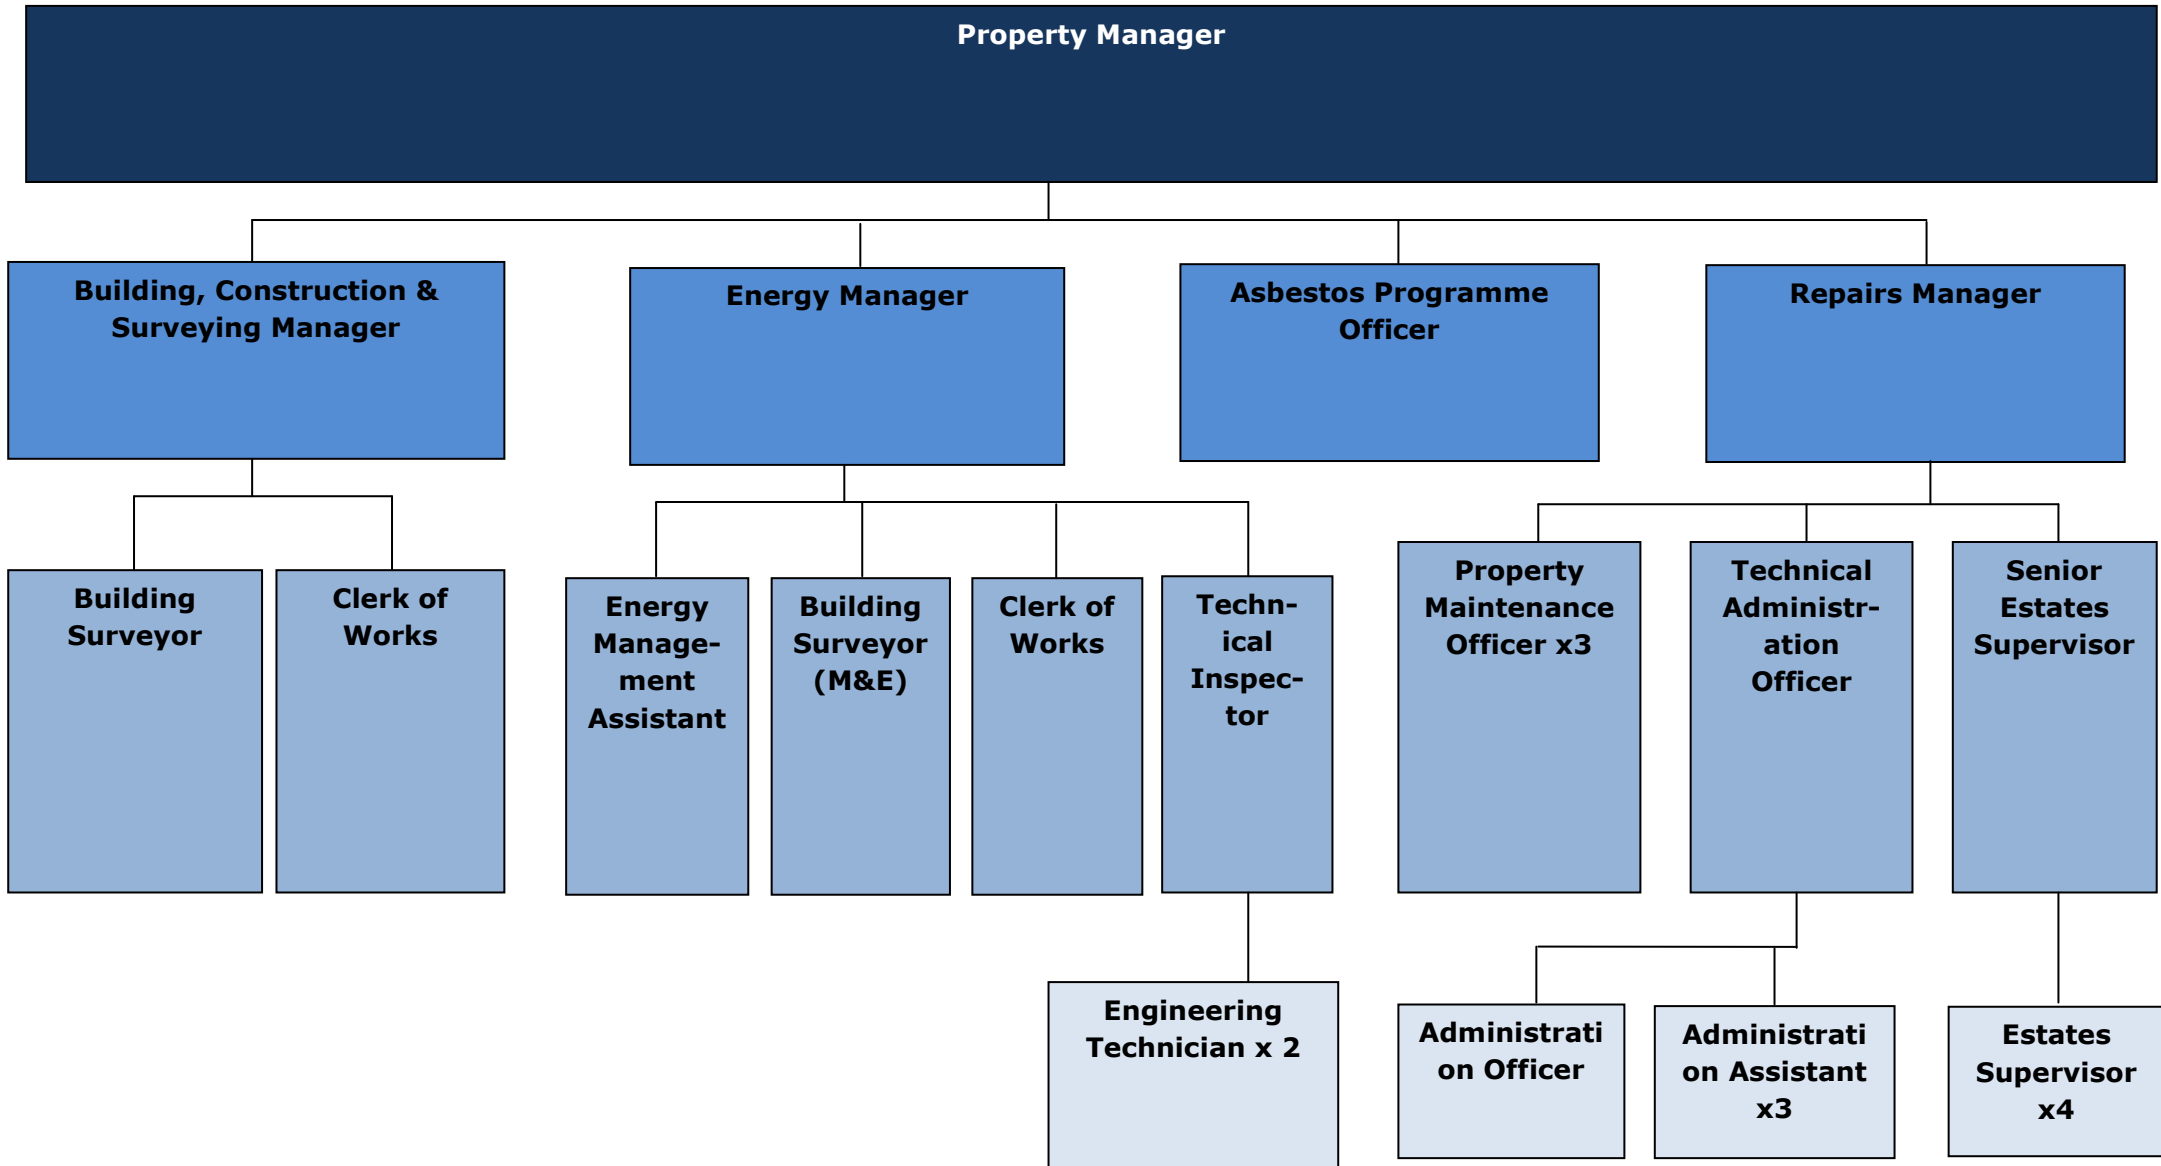 Property Manager
Building, Construction &
Surveying Manager
Energy Manager
Asbestos Programme
Officer
Repairs Manager
Building
Surveyor
Clerk of
Works
Energy
Manage-
ment
Assistant
Building
Surveyor
(M&E)
Clerk of
Works
Techn-
ical
Inspec-
tor
Property
Maintenance
Officer x3
Technical
Administr-
ation
Officer
Senior
Estates
Supervisor
Engineering
Technician x 2
Administrati
on Officer
Administrati
on Assistant
x3
Estates
Supervisor
x4